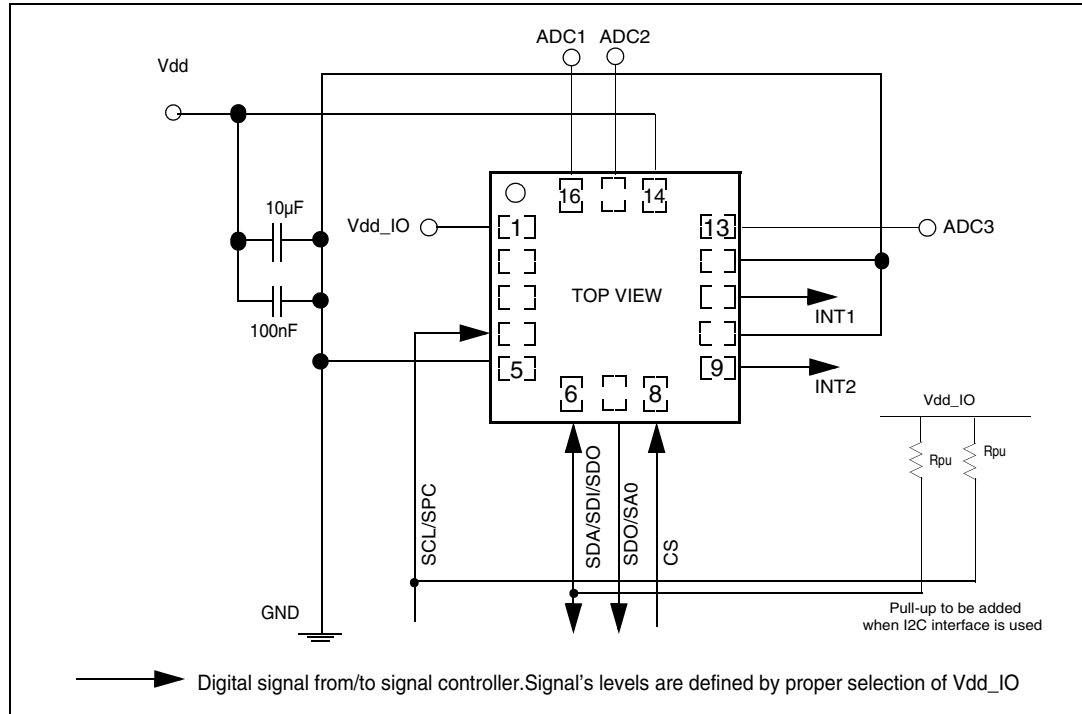 ADC1 ADC2
Vdd
16
14
10µF
Vdd_IO
1
13
ADC3
TOP VIEW
INT1
100nF
5
9
INT2
6
8
Vdd_IO
Rpu
Rpu
SCL/SPC
SDA/SDI/SDO
SDO/SA0
CS
GND
Pull-up to be added
when I2C interface is used
Digital signal from/to signal controller.Signal's levels are defined by proper selection of Vdd_IO